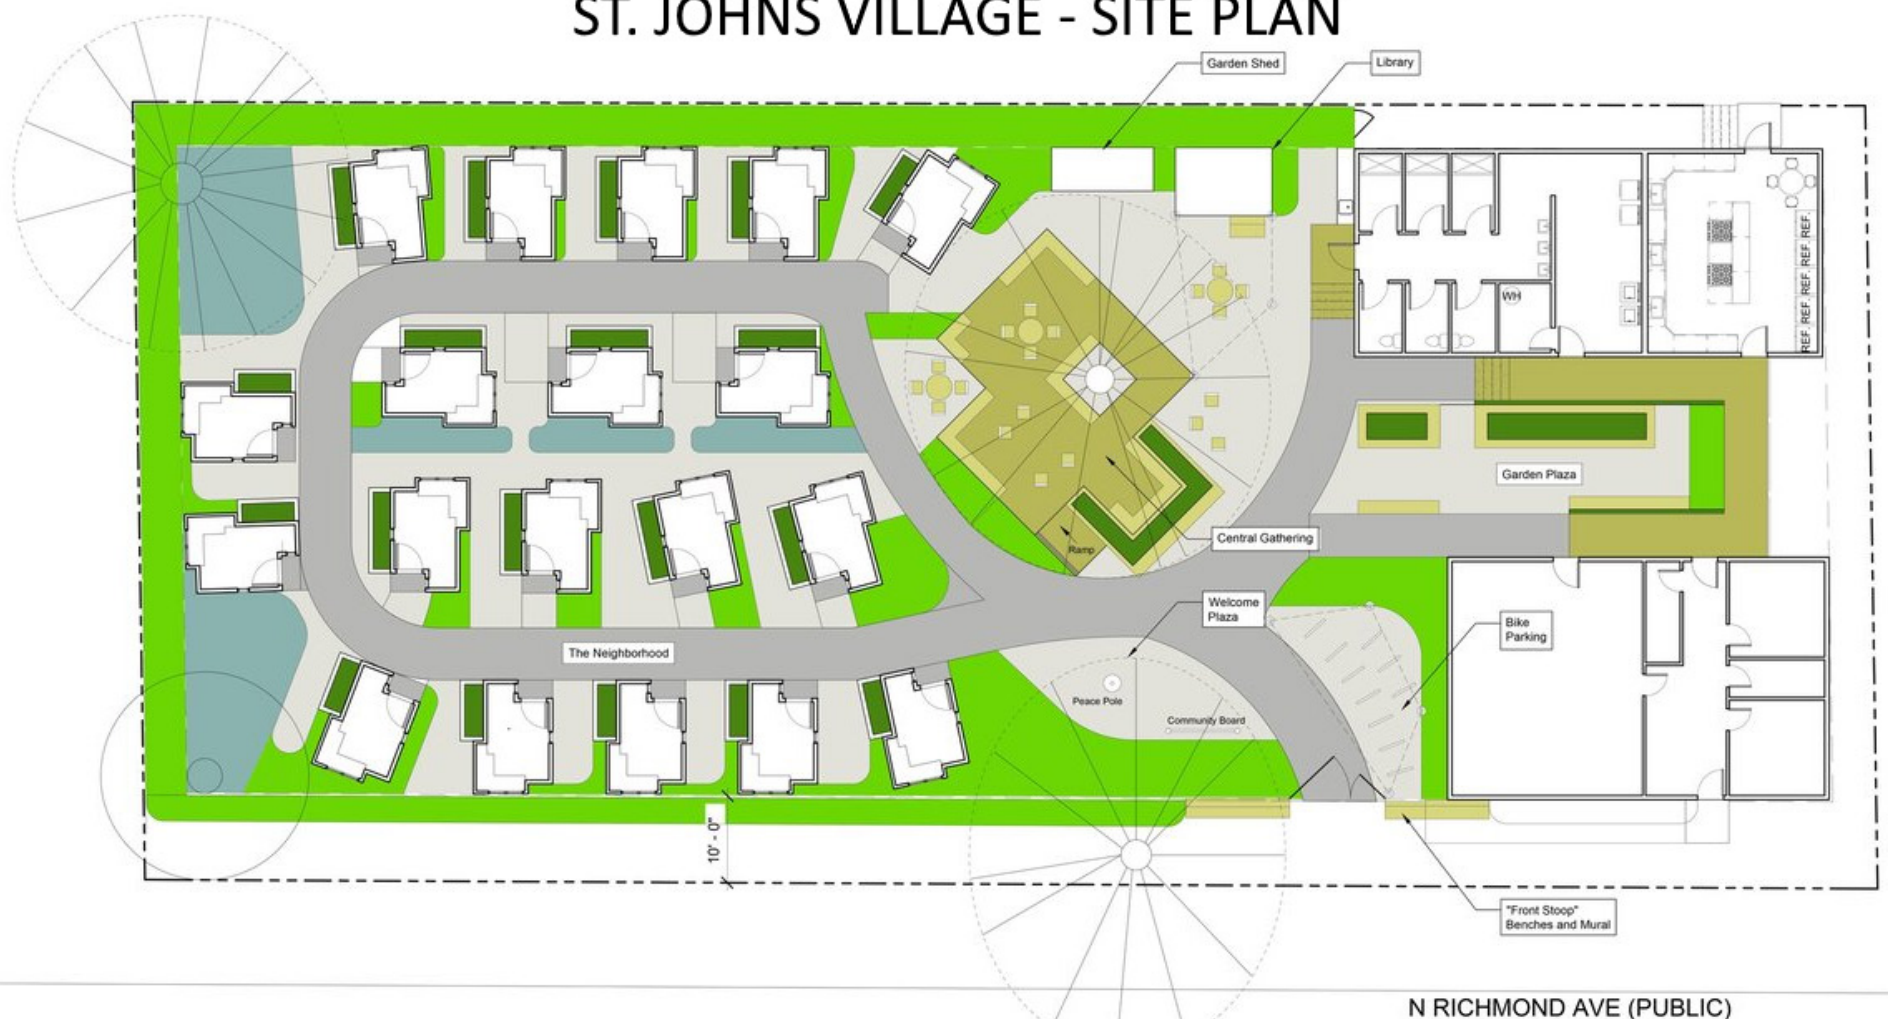 ST. JOHNS VILLAGE - SITE PLAN
Garden Shed
Library
WH
REF. REF. REF. REF.
Garden Plaza
Central Gathering
Ramp
Welcome
Plaza
Bike
Parking
The Neighborhood
Peace Pole
Community Board
10' - 0"
"Front Stoop"
Benches and Mural
N RICHMOND AVE (PUBLIC)